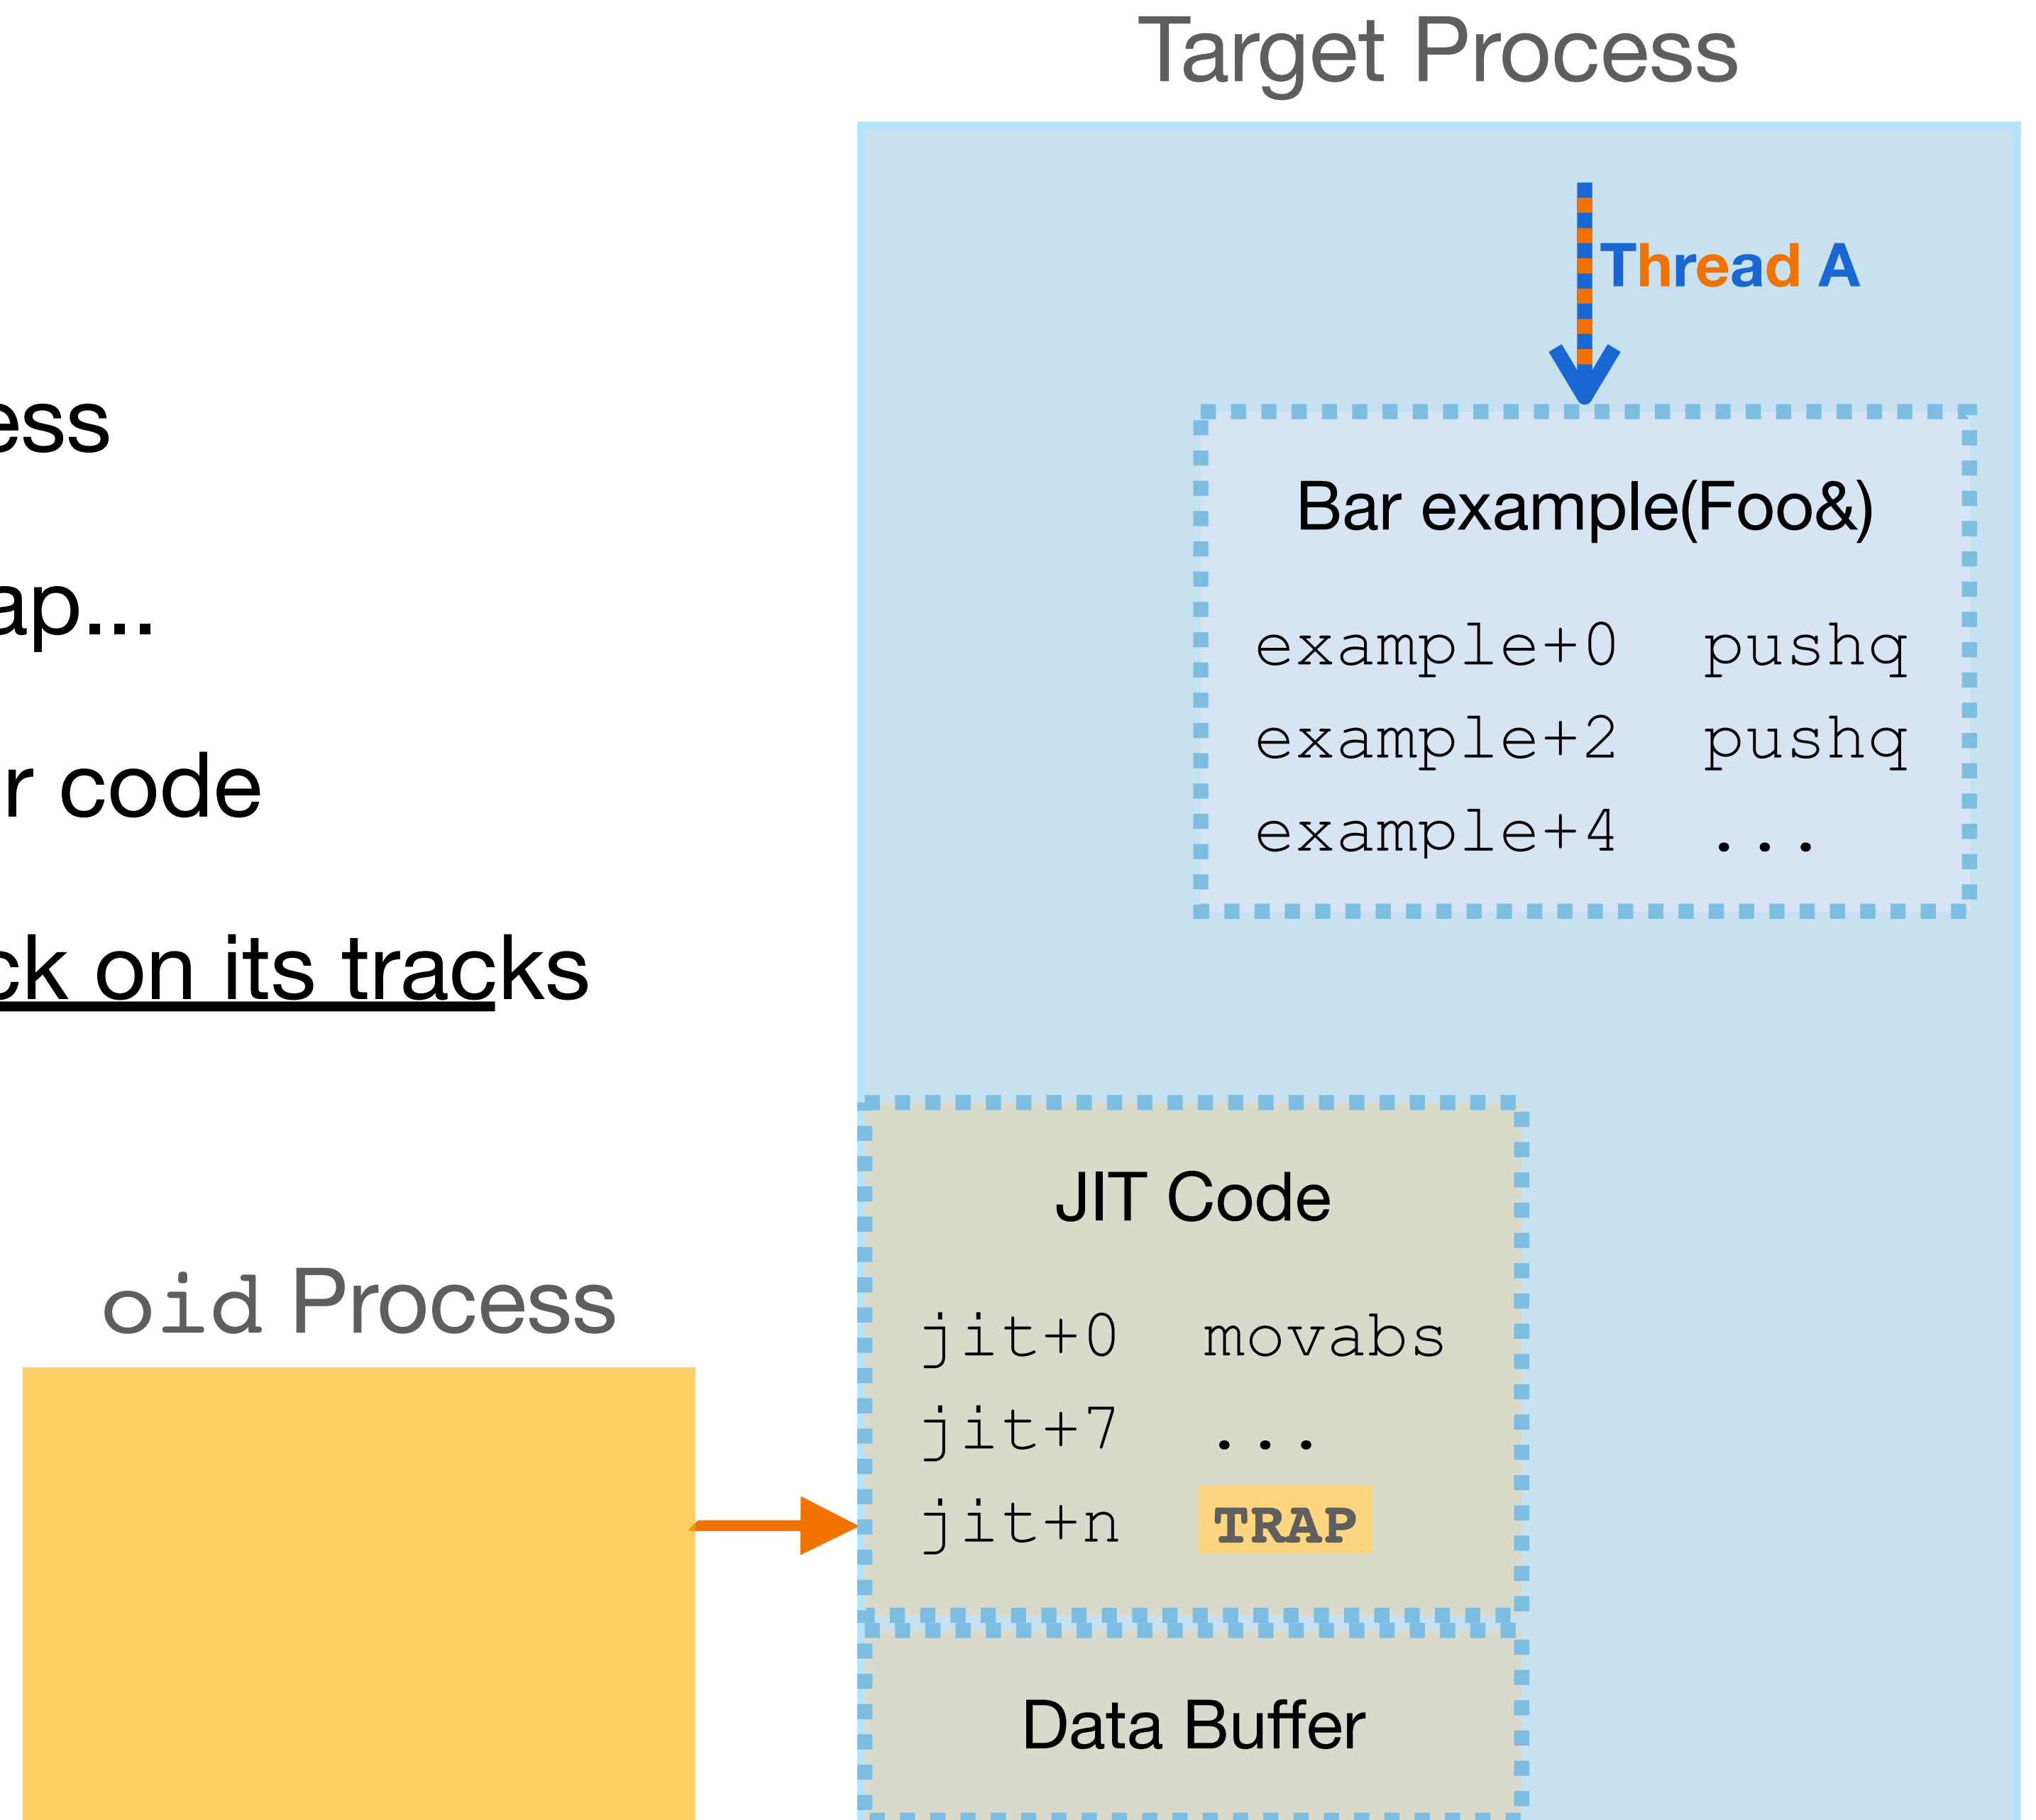 Target Process
Thread A
ess
ap...
r code
ck on its tracks
Bar example(Foo&)
example+0 pushq
example+2 pushq
example+4 ...
oid Process
JIT Code
jit+0 movabs
jit+7 ...
jit+n TRAP
Data Buffer